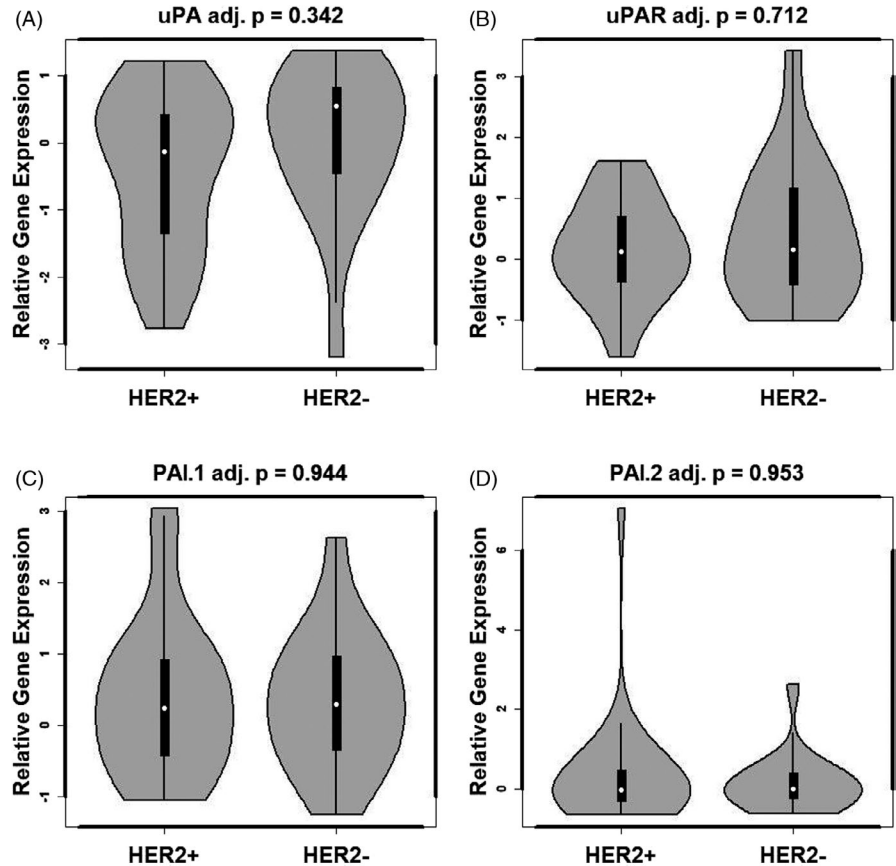 (A)
uPA adj. p = 0.342
Relative Gene Expression
1
0
-1
-2
-3
HER2+
HER2-
(B)
uPAR adj. p = 0.712
Relative Gene Expression
3
2
1
0
-1
HER2+
HER2-
(C)
PAI.1 adj. p = 0.944
Relative Gene Expression
3
2
1
0
-1
HER2+
HER2-
(D)
PAI.2 adj. p = 0.953
Relative Gene Expression
6
4
2
0
HER2+
HER2-